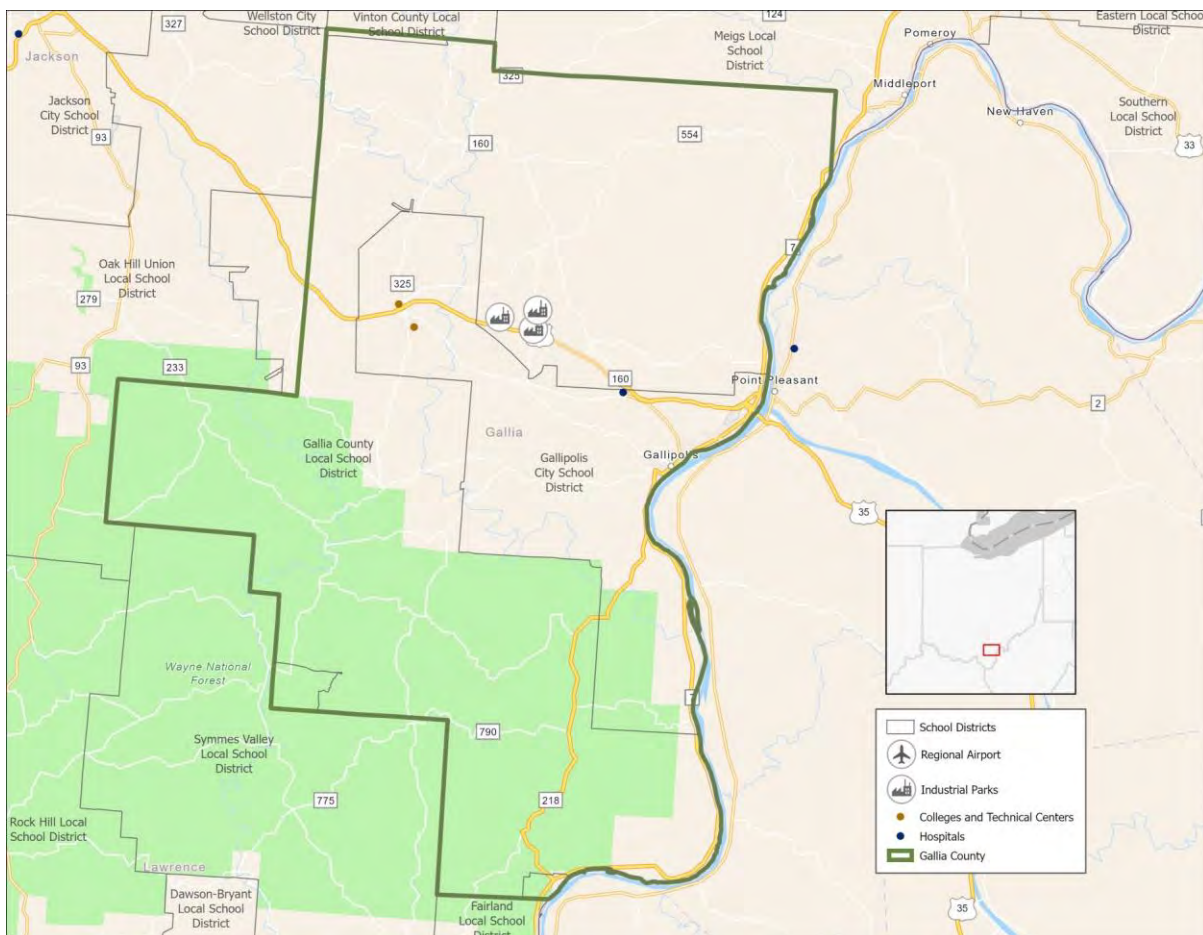 Wellston City
School District
Vinton County Local
School District
124
Eastern Local School
District
327
Pomeroy
Meigs Local
School
District
Jackson
325
Middleport
Jackson
City School
District
New Haven
Southern
Local School
District
93
160
554
33
7
Oak Hill Union
Local School
District
279
325
93
233
160
Point Pleasant
2
Gallia
Gallia County
Local School
District
Gallipolis
City School
District
Gallipolis
35
Wayne National
Forest
7
Symmes Valley
Local School
District
790
775
218
Rock Hill Local
School District
Lawrence
Dawson-Bryant
Local School
District
Fairland
Local School
District
35
School Districts
Regional Airport
Industrial Parks
Colleges and Technical Centers
Hospitals
Gallia County